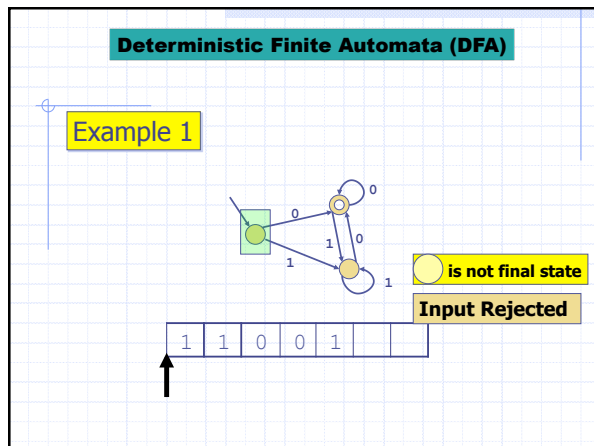 Deterministic Finite Automata (DFA)
Example 1
0
0
1
0
1
1
is not final state
Input Rejected
1 1 0 0 1